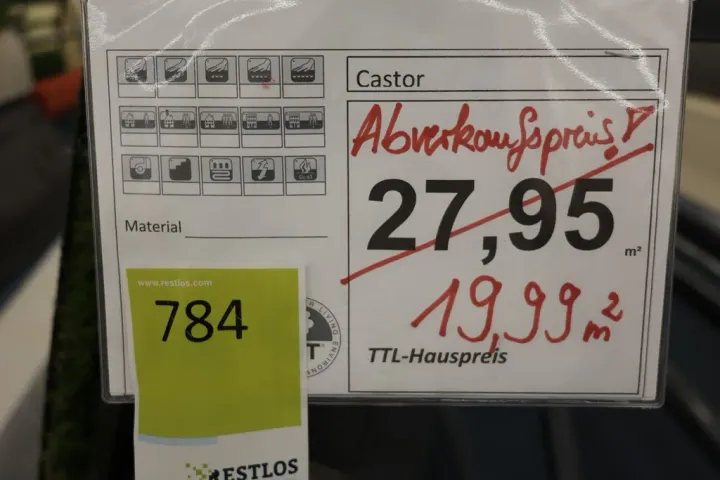 Castor
Abverkaufspreis!
27,95
m²
19,99 m²
TTL-Hauspreis
Material
www.restlos.com
784
RESTLOS